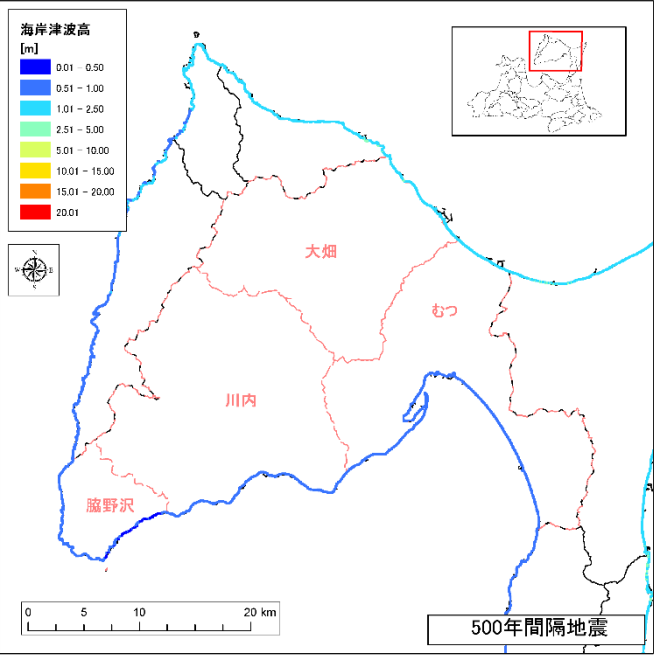 海岸津波高
[m]
0.01 - 0.50
0.51 - 1.00
1.01 - 2.50
2.51 - 5.00
5.01 - 10.00
10.01 - 15.00
15.01 - 20.00
20.01
N
W E
S
大畑
むつ
川内
脇野沢
0 5 10 20 km
500年間隔地震